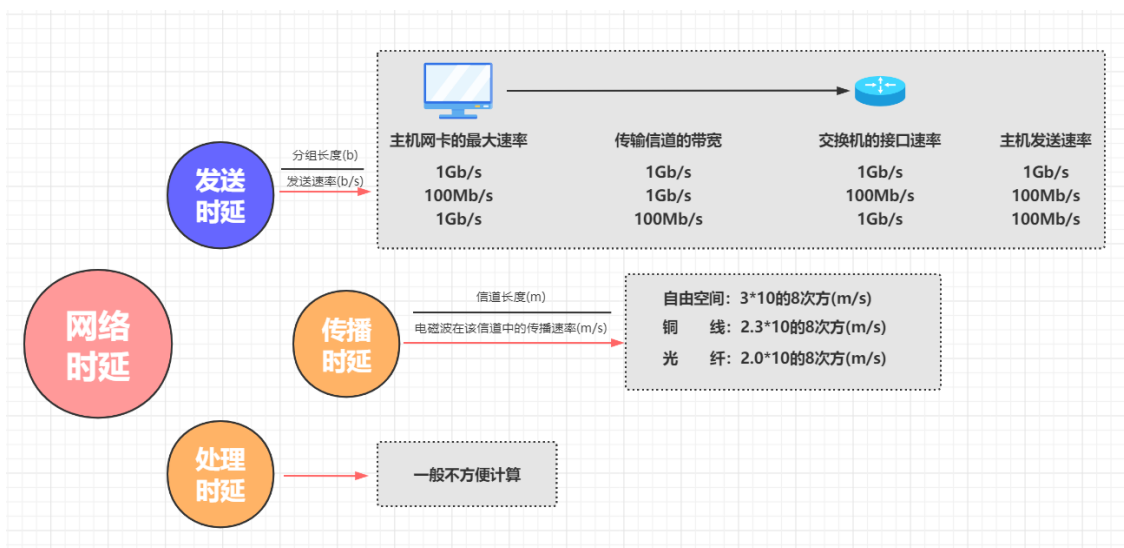 主机网卡的最大速率 传输信道的带宽 交换机的接口速率 主机发送速率
1Gb/s 1Gb/s 1Gb/s 1Gb/s
100Mb/s 1Gb/s 100Mb/s 100Mb/s
1Gb/s 100Mb/s 1Gb/s 100Mb/s
发送
时延
分组长度(b)
发送速率(b/s)
网络
时延
传播
时延
信道长度(m)
电磁波在该信道中的传播速率(m/s)
自由空间：3*10的8次方(m/s)
铜 线：2.3*10的8次方(m/s)
光 纤：2.0*10的8次方(m/s)
处理
时延
一般不方便计算